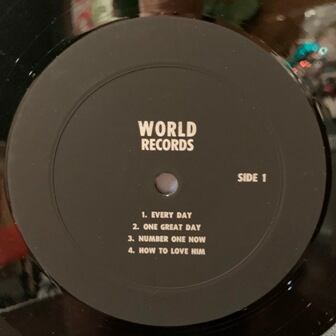 WORLD
RECORDS
SIDE 1
1. EVERY DAY
2. ONE GREAT DAY
3. NUMBER ONE NOW
4. HOW TO LOVE HIM